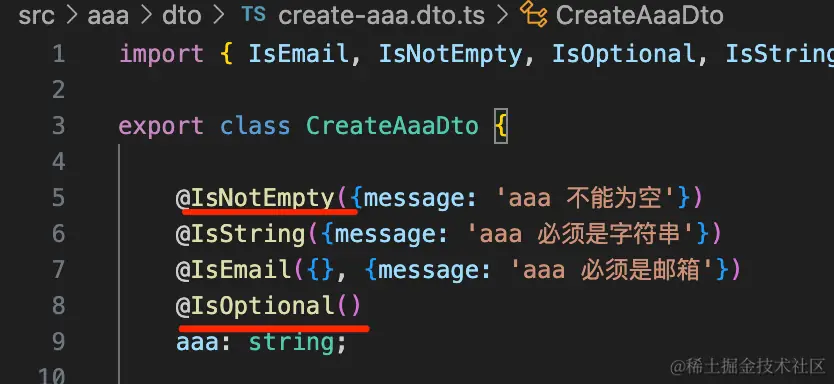 src > aaa > dto > TS create-aaa.dto.ts > CreateAaaDto
1 import { IsEmail, IsNotEmpty, IsOptional, IsString
2
3 export class CreateAaaDto {
4
5 @IsNotEmpty({message: 'aaa 不能为空'})
6 @IsString({message: 'aaa 必须是字符串'})
7 @IsEmail({}, {message: 'aaa 必须是邮箱'})
8 @IsOptional()
9 aaa: string;
10
@稀土掘金技术社区